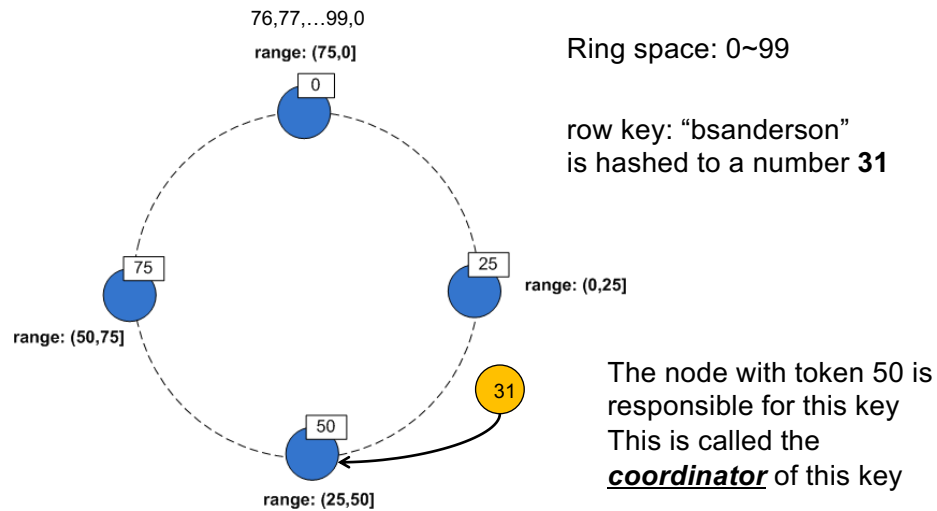 76,77,…99,0
range: (75,0]
0
Ring space: 0~99
row key: “bsanderson”
is hashed to a number 31
75
range: (50,75]
25
range: (0,25]
31
50
range: (25,50]
The node with token 50 is
responsible for this key
This is called the
coordinator of this key